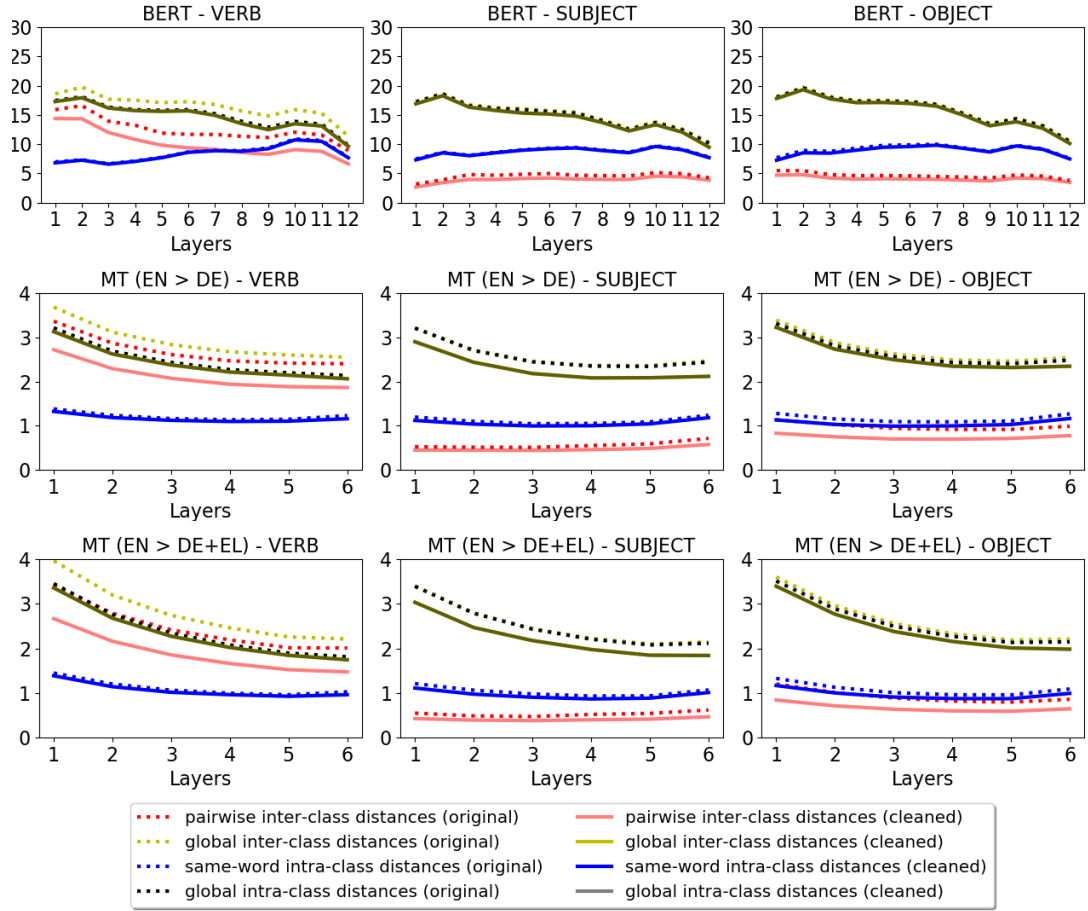 BERT - VERB
BERT - SUBJECT
BERT - OBJECT
30
25
20
15
10
5
0
1 2 3 4 5 6 7 8 9 10 11 12
Layers
30
25
20
15
10
5
0
1 2 3 4 5 6 7 8 9 10 11 12
Layers
30
25
20
15
10
5
0
1 2 3 4 5 6 7 8 9 10 11 12
Layers
MT (EN > DE) - VERB
MT (EN > DE) - SUBJECT
MT (EN > DE) - OBJECT
4
3
2
1
0
1 2 3 4 5 6
Layers
4
3
2
1
0
1 2 3 4 5 6
Layers
4
3
2
1
0
1 2 3 4 5 6
Layers
MT (EN > DE+EL) - VERB
MT (EN > DE+EL) - SUBJECT
MT (EN > DE+EL) - OBJECT
4
3
2
1
0
1 2 3 4 5 6
Layers
4
3
2
1
0
1 2 3 4 5 6
Layers
4
3
2
1
0
1 2 3 4 5 6
Layers
pairwise inter-class distances (original)
global inter-class distances (original)
same-word intra-class distances (original)
global intra-class distances (original)
pairwise inter-class distances (cleaned)
global inter-class distances (cleaned)
same-word intra-class distances (cleaned)
global intra-class distances (cleaned)